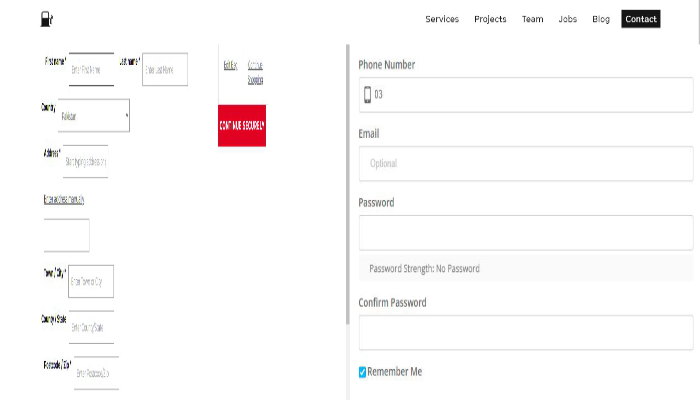 Services Projects Team Jobs Blog Contact
First name * Enter First Name Last name * Enter Last Name
Country Pakistan
Address * Start typing address or p
Enter address manually
Town / City * Enter Town or City
County / State Enter County/State
Postcode / Zip * Enter Postcode/Zip
Edit Bag Continue
Shopping
CONTINUE SECURELY
Phone Number
03
Email
Optional
Password
Password Strength: No Password
Confirm Password
Remember Me